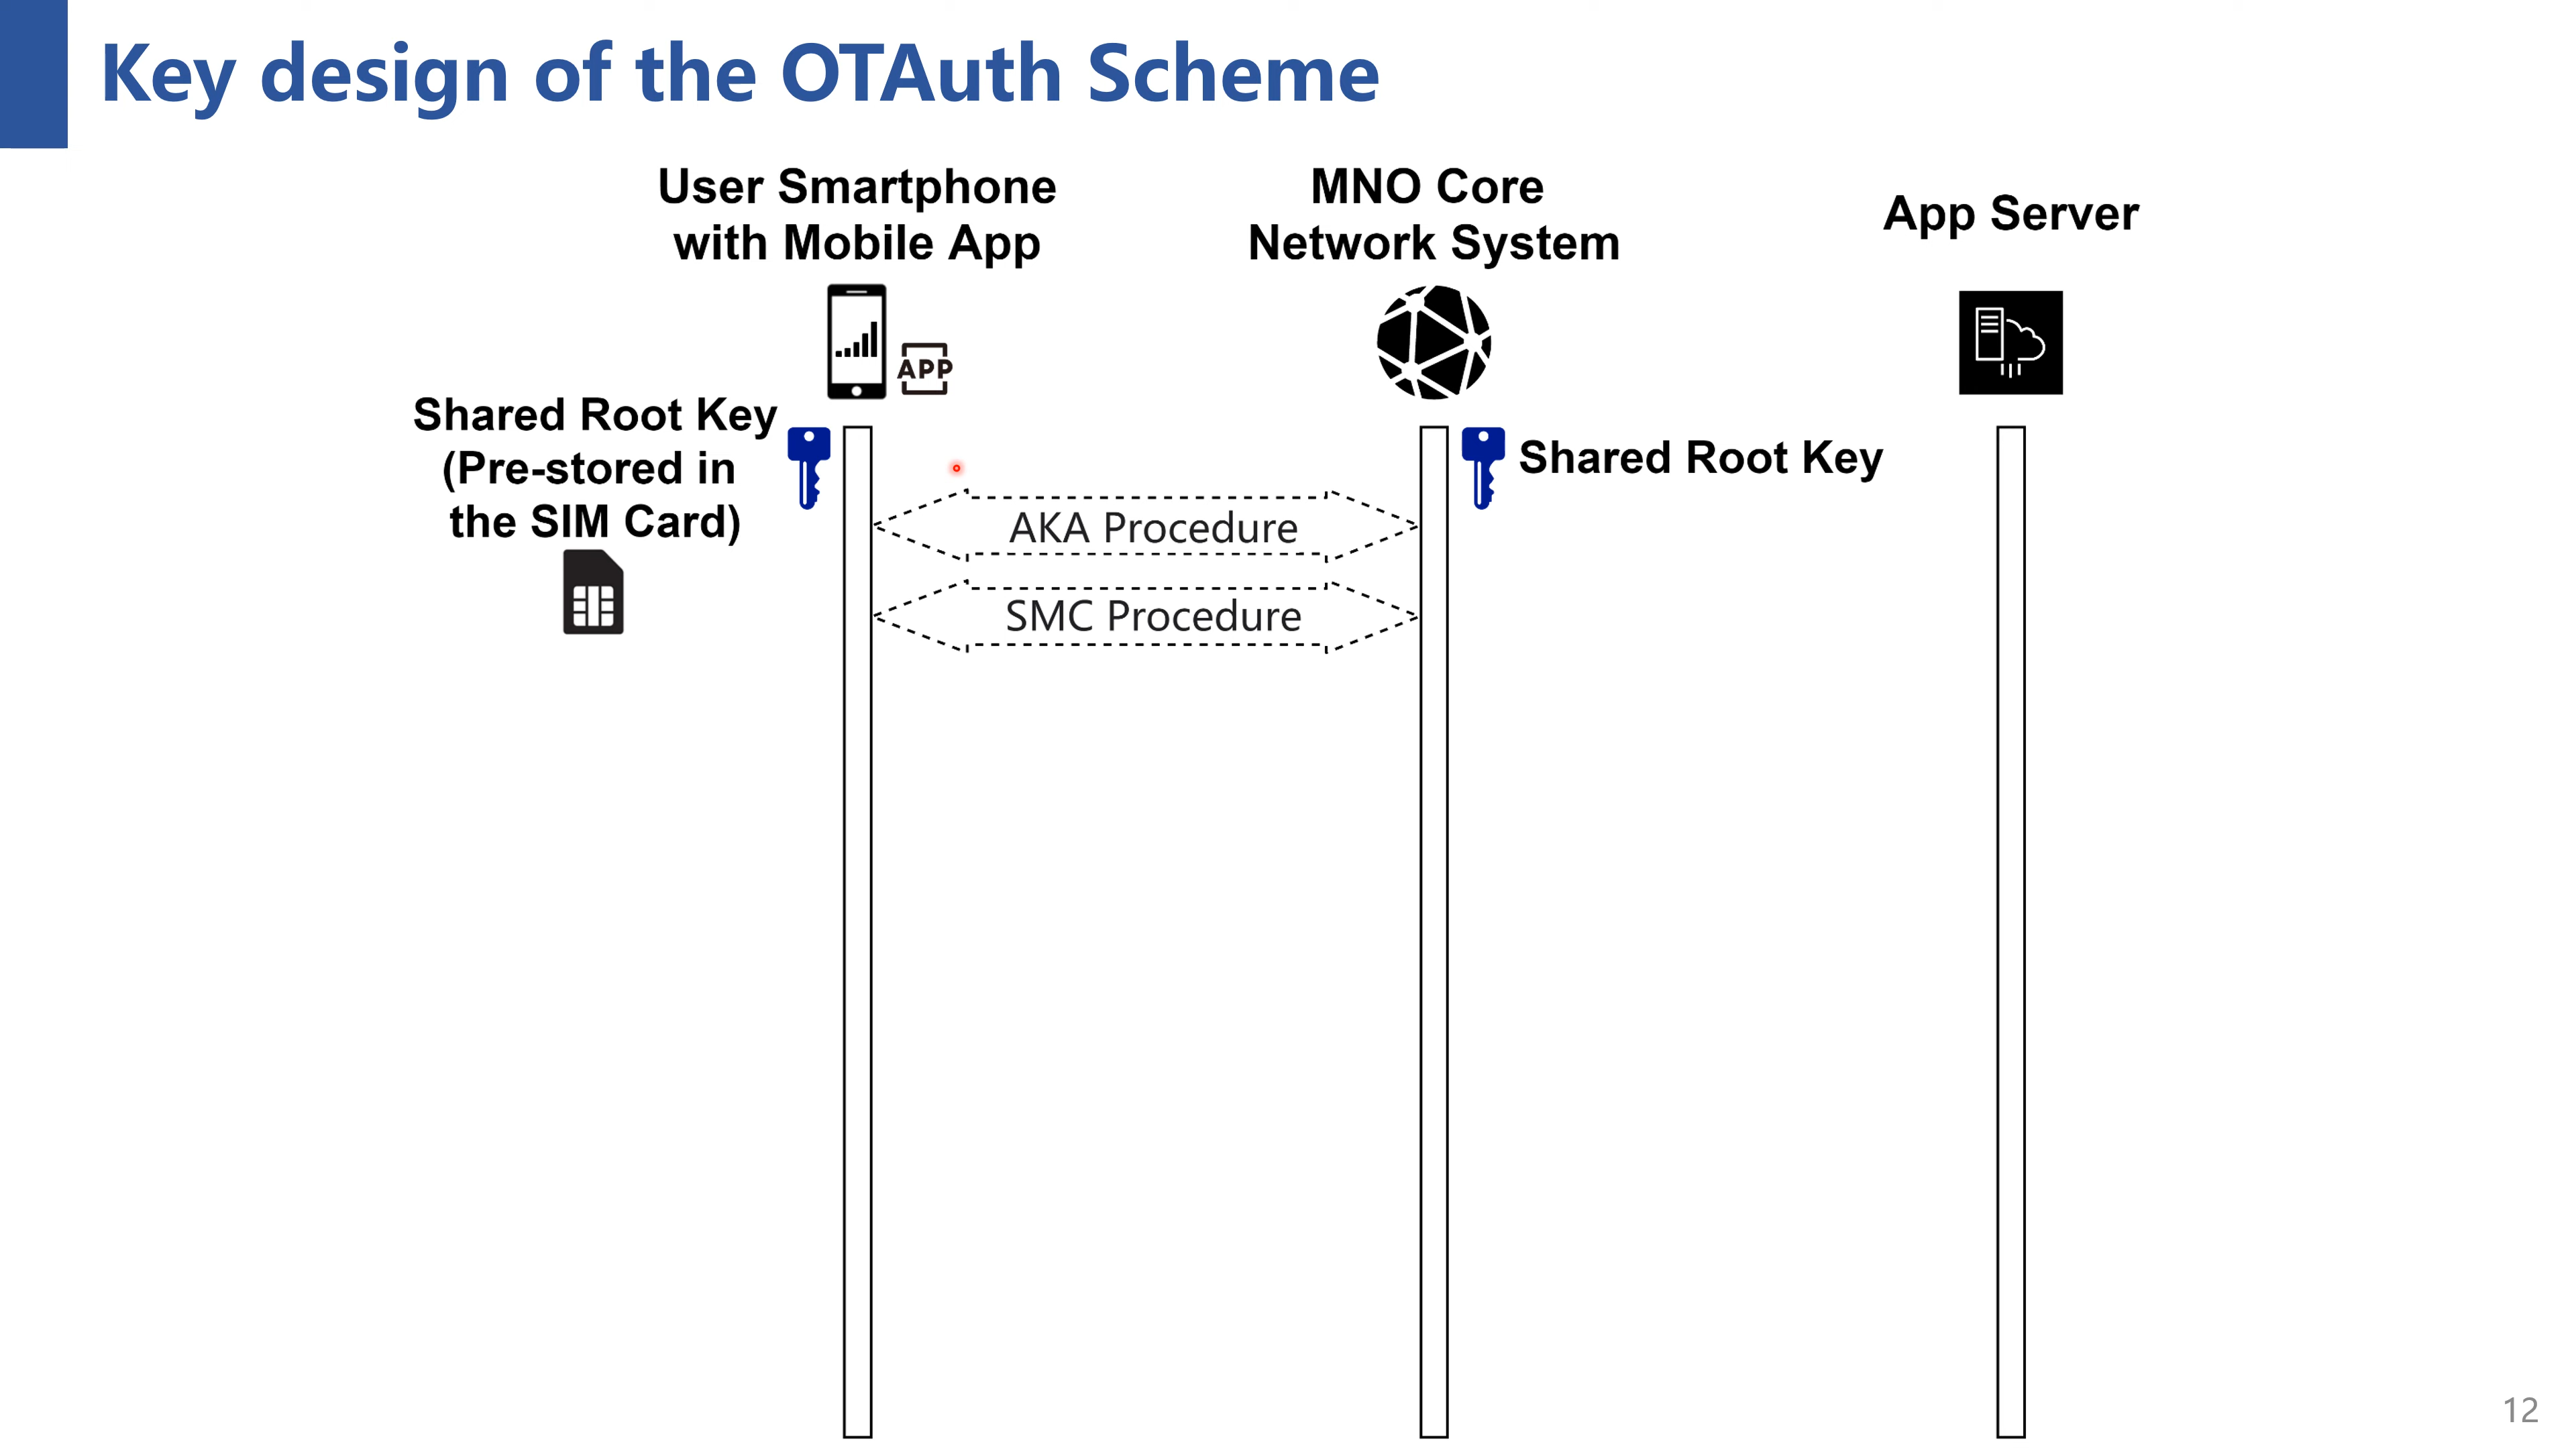 Key design of the OTAuth Scheme
User Smartphone
with Mobile App
MNO Core
Network System
App Server
APP
Shared Root Key
(Pre-stored in
the SIM Card)
Shared Root Key
AKA Procedure
SMC Procedure
12